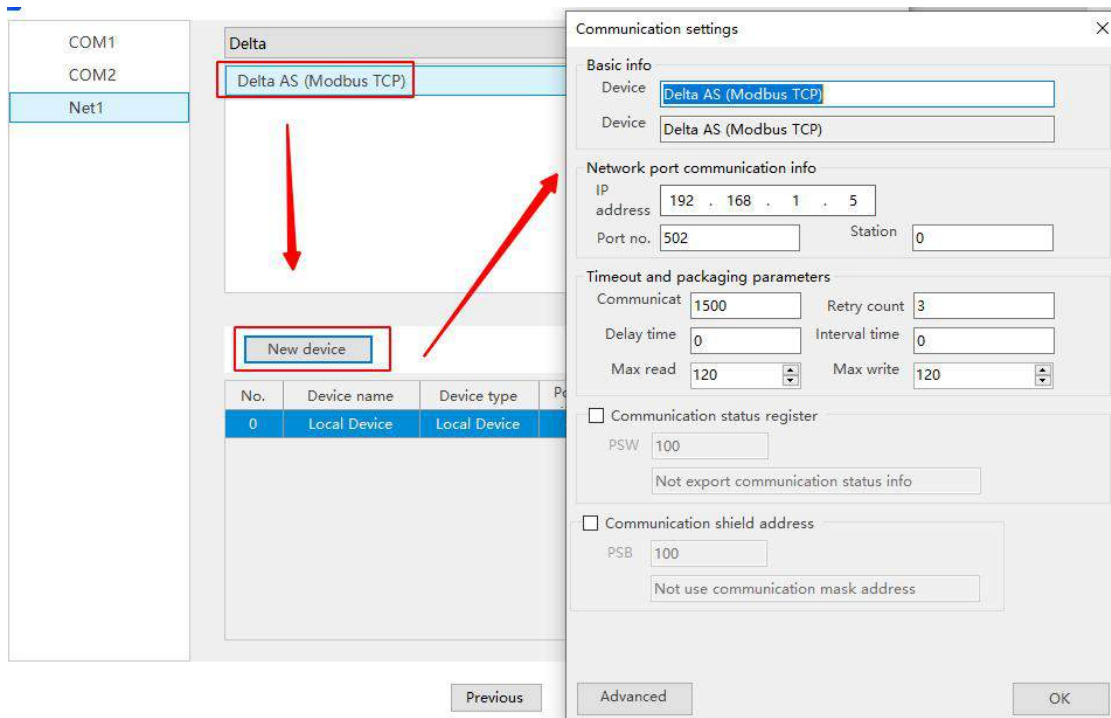 COM1
COM2
Net1
Delta
Delta AS (Modbus TCP)
New device
No. Device name Device type
0 Local Device Local Device
Previous
Communication settings
Basic info
Device Delta AS (Modbus TCP)
Device Delta AS (Modbus TCP)
Network port communication info
IP
address 192 . 168 . 1 . 5
Port no. 502 Station 0
Timeout and packaging parameters
Communicat 1500 Retry count 3
Delay time 0 Interval time 0
Max read 120 Max write 120
Communication status register
PSW 100
Not export communication status info
Communication shield address
PSB 100
Not use communication mask address
Advanced OK